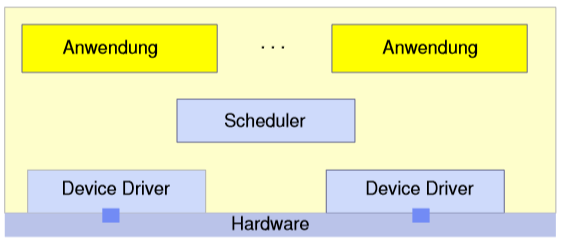 Anwendung
. . .
Anwendung
Scheduler
Device Driver
Device Driver
Hardware